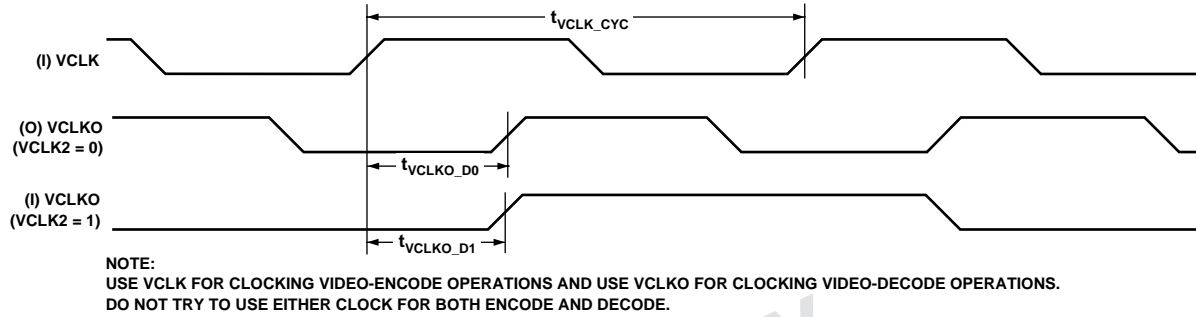 tVCLK_CYC
(I) VCLK
(O) VCLKO
(VCLK2 = 0)
tVCLKO_D0
(I) VCLKO
(VCLK2 = 1)
tVCLKO_D1
NOTE:
USE VCLK FOR CLOCKING VIDEO-ENCODE OPERATIONS AND USE VCLKO FOR CLOCKING VIDEO-DECODE OPERATIONS.
DO NOT TRY TO USE EITHER CLOCK FOR BOTH ENCODE AND DECODE.